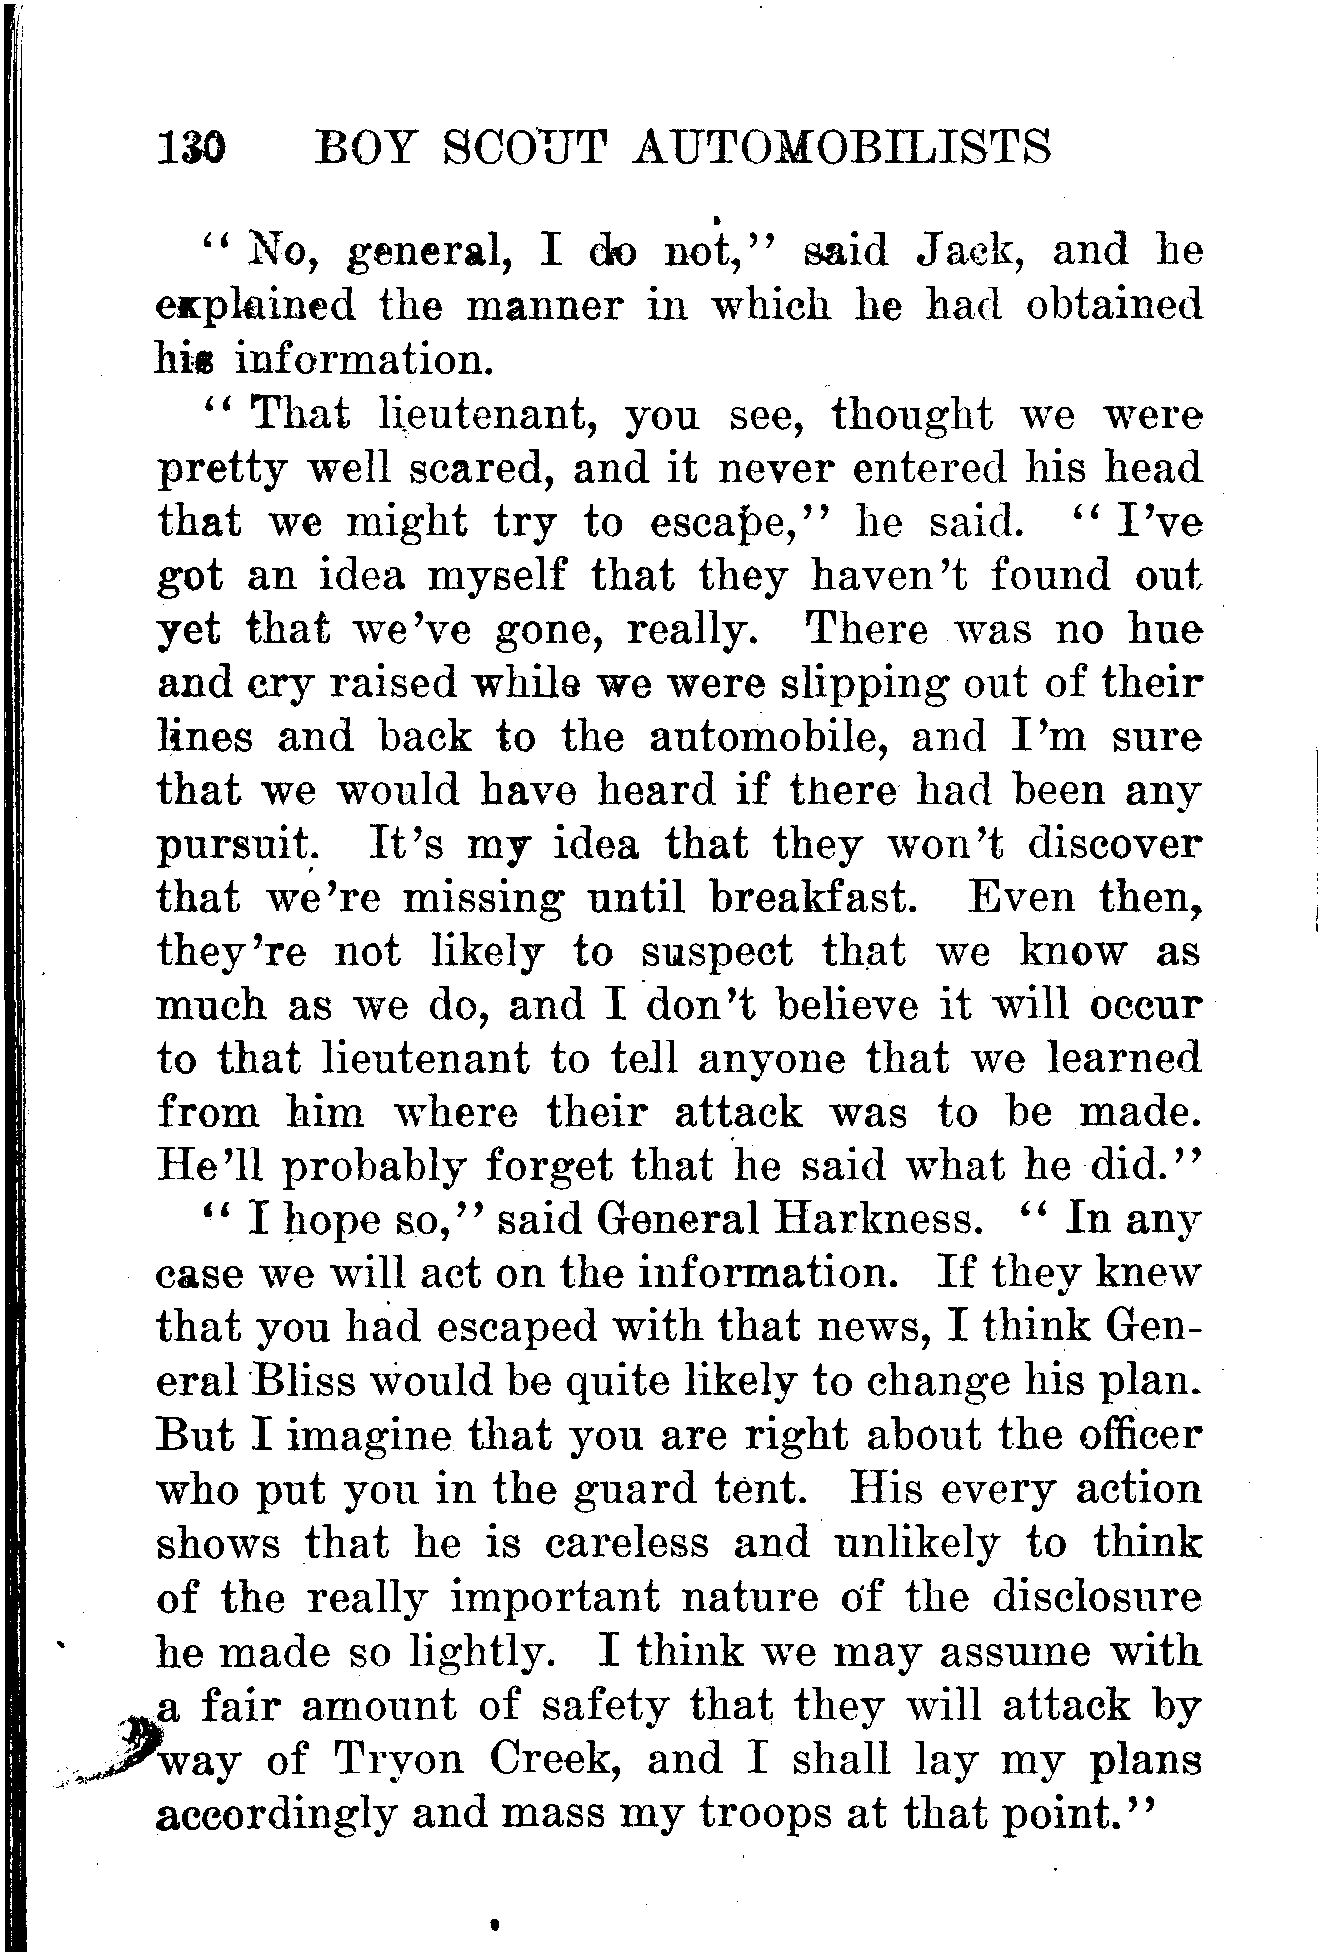 130 BOY SCOUT AUTOMOBILISTS
"No, general, I do not," said Jack, and he
explained the manner in which he had obtained
his information.
"That lieutenant, you see, thought we were
pretty well scared, and it never entered his head
that we might try to escape," he said. "I've
got an idea myself that they haven't found out
yet that we've gone, really. There was no hue
and cry raised while we were slipping out of their
lines and back to the automobile, and I'm sure
that we would have heard if there had been any
pursuit. It's my idea that they won't discover
that we're missing until breakfast. Even then,
they're not likely to suspect that we know as
much as we do, and I don't believe it will occur
to that lieutenant to tell anyone that we learned
from him where their attack was to be made.
He'll probably forget that he said what he did."
"I hope so," said General Harkness. "In any
case we will act on the information. If they knew
that you had escaped with that news, I think Gen-
eral Bliss would be quite likely to change his plan.
But I imagine that you are right about the officer
who put you in the guard tent. His every action
shows that he is careless and unlikely to think
of the really important nature of the disclosure
he made so lightly. I think we may assume with
a fair amount of safety that they will attack by
way of Tryon Creek, and I shall lay my plans
accordingly and mass my troops at that point."